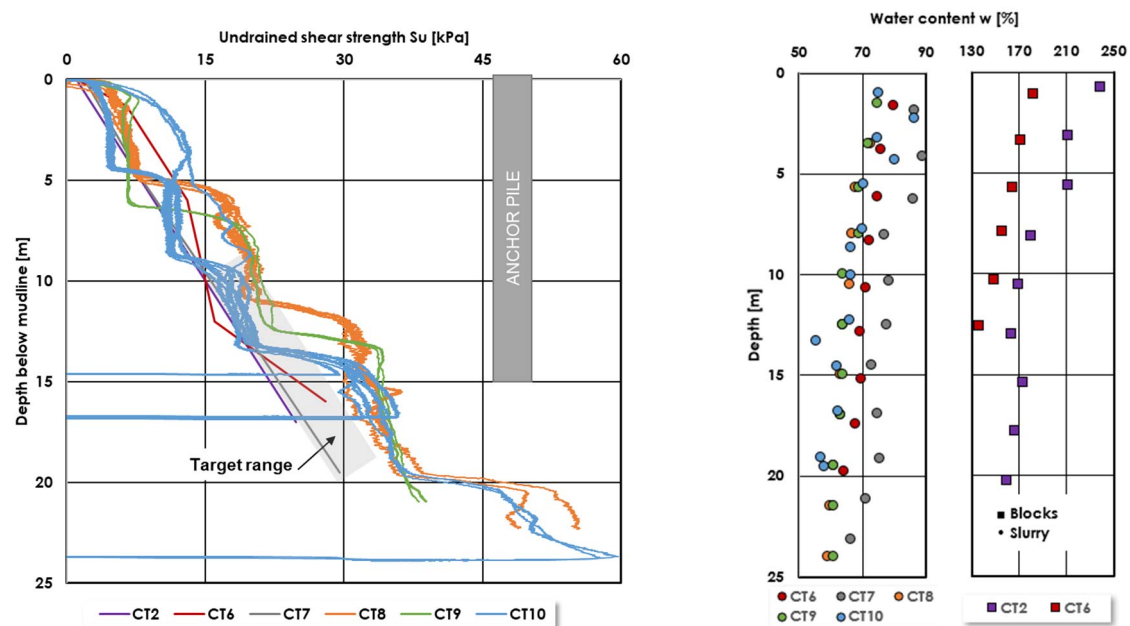 Undrained shear strength Su [kPa]
0 15 30 45 60
Depth below mudline [m]
0
5
10
15
20
25
ANCHOR PILE
Target range
CT2 CT6 CT7 CT8 CT9 CT10
Water content w [%]
50 70 90 130 170 210 250
Depth [m]
0
5
10
15
20
25
Blocks
Slurry
CT6 CT7 CT8
CT9 CT10
CT2 CT6